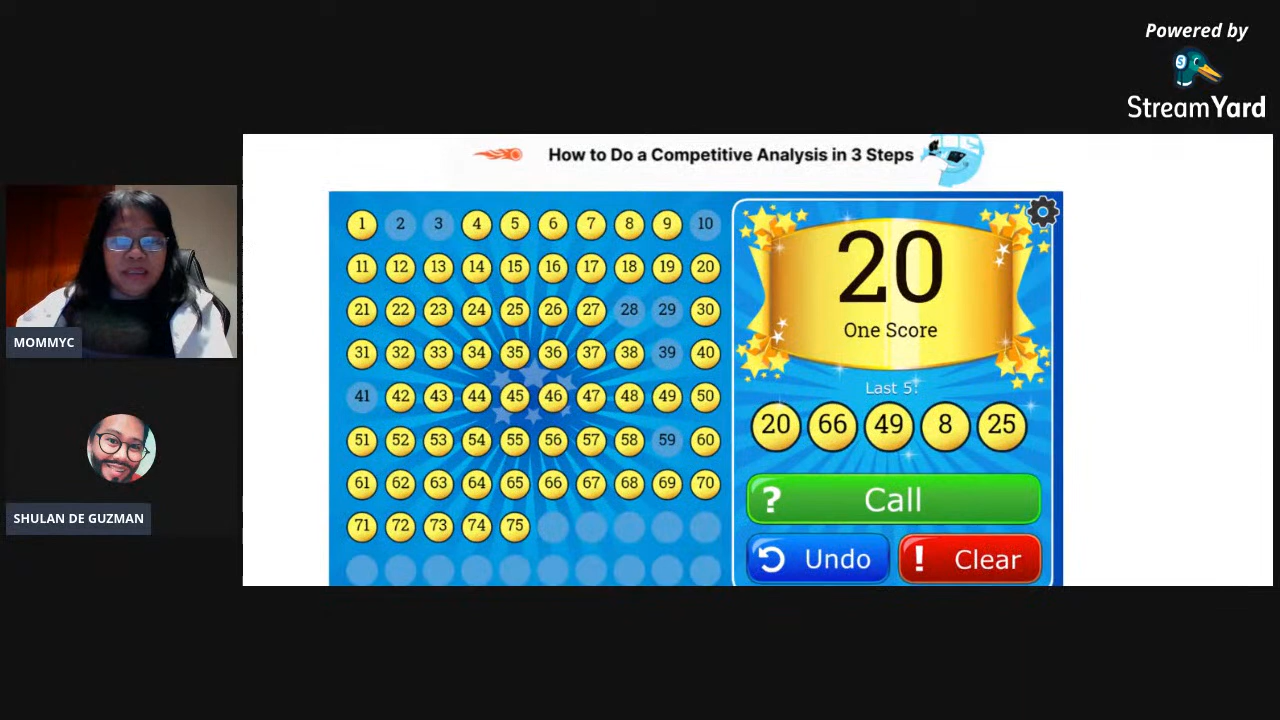 Powered by
StreamYard
How to Do a Competitive Analysis in 3 Steps
1 2 3 4 5 6 7 8 9 10
11 12 13 14 15 16 17 18 19 20
21 22 23 24 25 26 27 28 29 30
31 32 33 34 35 36 37 38 39 40
41 42 43 44 45 46 47 48 49 50
51 52 53 54 55 56 57 58 59 60
61 62 63 64 65 66 67 68 69 70
71 72 73 74 75
20
One Score
Last 5:
20 66 49 8 25
? Call
Undo
! Clear
MOMMYC
SHULAN DE GUZMAN